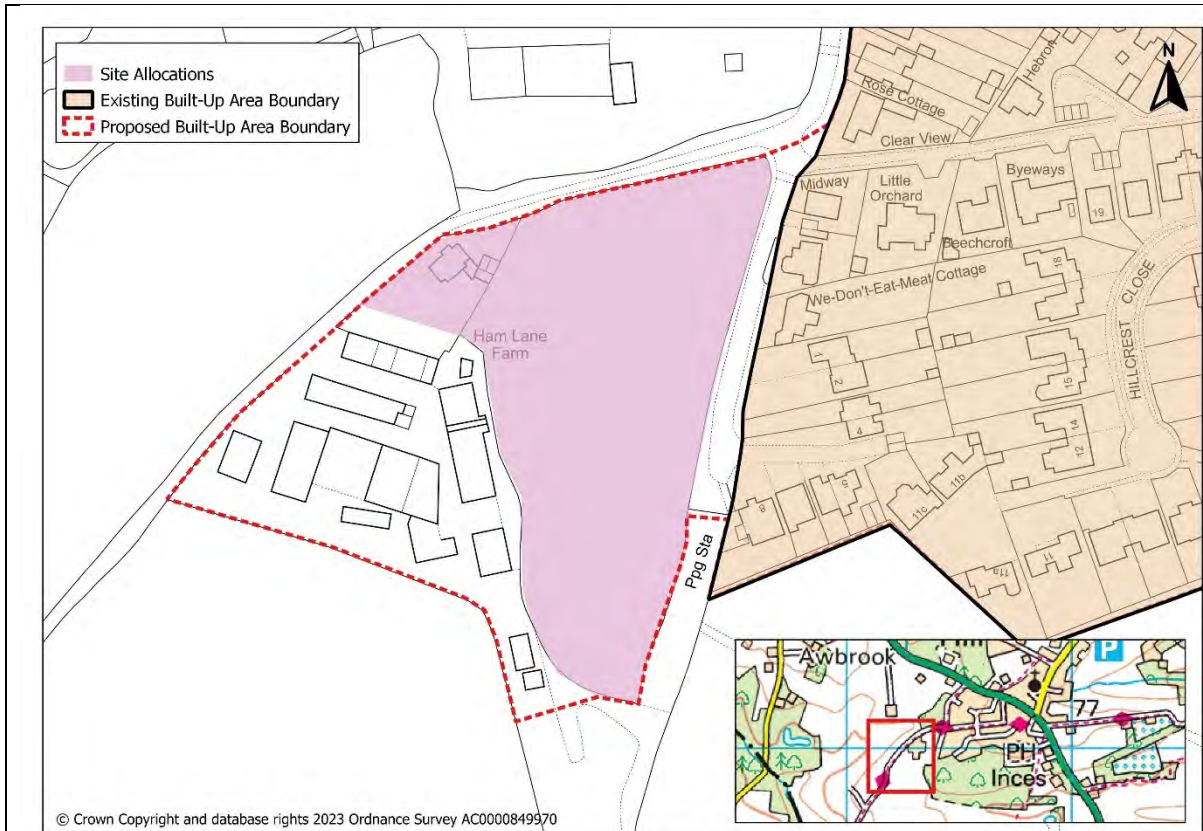 Site Allocations
Existing Built-Up Area Boundary
Proposed Built-Up Area Boundary
N
Hebron
Rose Cottage
Clear View
Midway
Little
Orchard
Byeways
19
Beechcroft
18
We-Don't-Eat-Meat Cottage
HILLCREST CLOSE
Ham Lane
Farm
1
2
15
4
14
12
5
11b
8
11c
11
11a
Ppg Sta
Awbrook
P
77
PH
Inces
© Crown Copyright and database rights 2023 Ordnance Survey AC0000849970